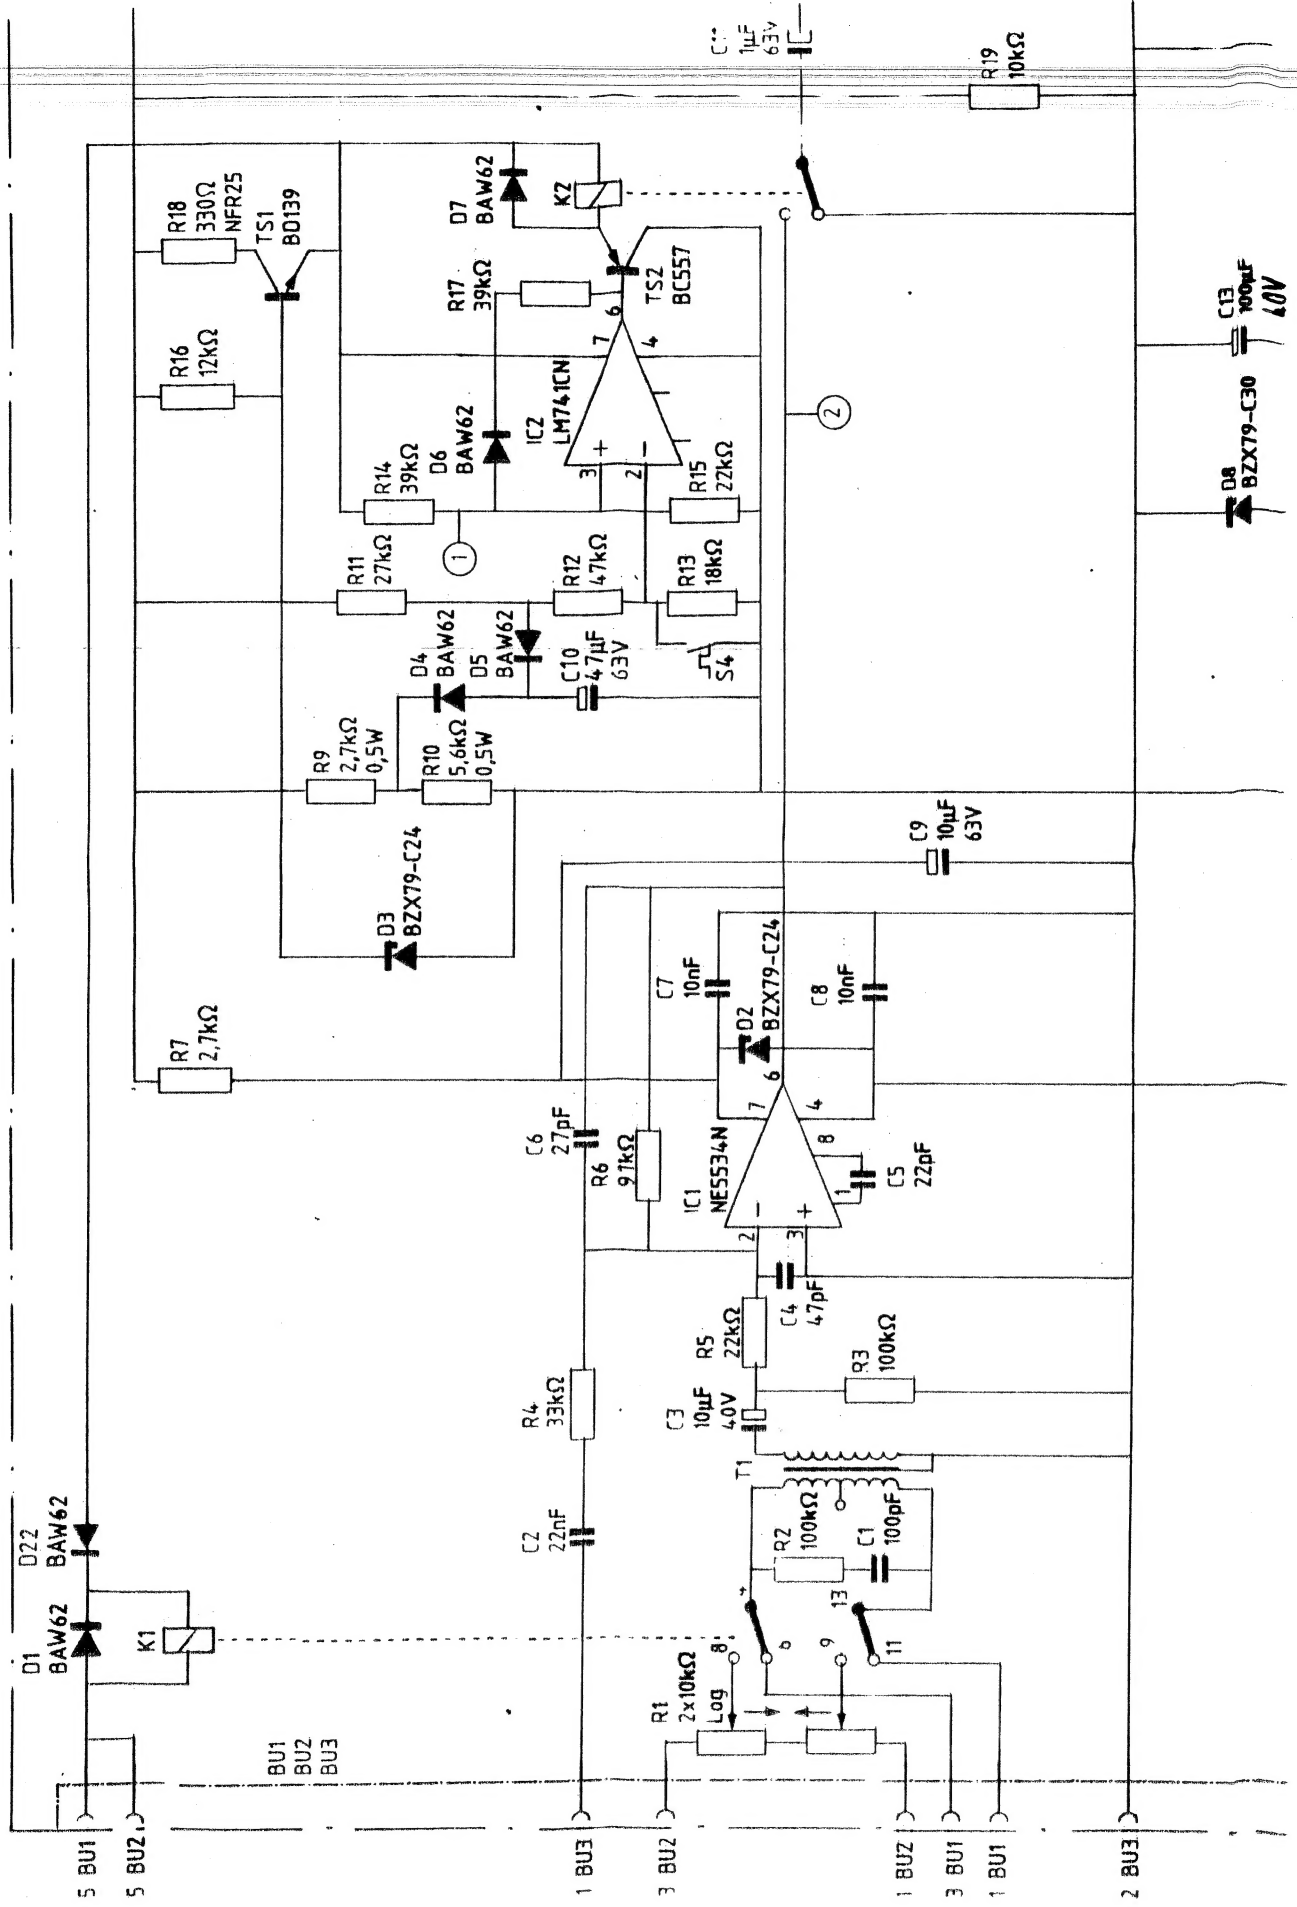 5 BU1
5 BU2
1 BU3
3 BU2
1 BU2
3 BU1
1 BU1
2 BU3
BU1
BU2
BU3
D1
BAW62
D22
BAW62
K1
R1
2x10kΩ
Log
8
6
9
11
13
R2
100kΩ
C1
100pF
T1
C2
22nF
R4
33kΩ
C3
10µF
40V
R3
100kΩ
R5
22kΩ
C4
47pF
IC1
NE5534N
2
3
−
+
1
8
7
6
4
C5
22pF
R6
91kΩ
C6
27pF
R7
2,7kΩ
C7
10nF
D2
BZX79-C24
C8
10nF
C9
10µF
63V
D3
BZX79-C24
R9
2,7kΩ
0,5W
R10
5,6kΩ
0,5W
D4
BAW62
D5
BAW62
C10
47µF
63V
S4
R11
27kΩ
R12
47kΩ
R13
18kΩ
1
R14
39kΩ
R15
22kΩ
D6
BAW62
IC2
LM741CN
3
2
+
−
7
6
4
R16
12kΩ
R17
39kΩ
TS1
BD139
R18
330Ω
NFR25
D7
BAW62
K2
TS2
BC557
2
D8
BZX79-C30
C13
100µF
40V
1µF
63V
R19
10kΩ